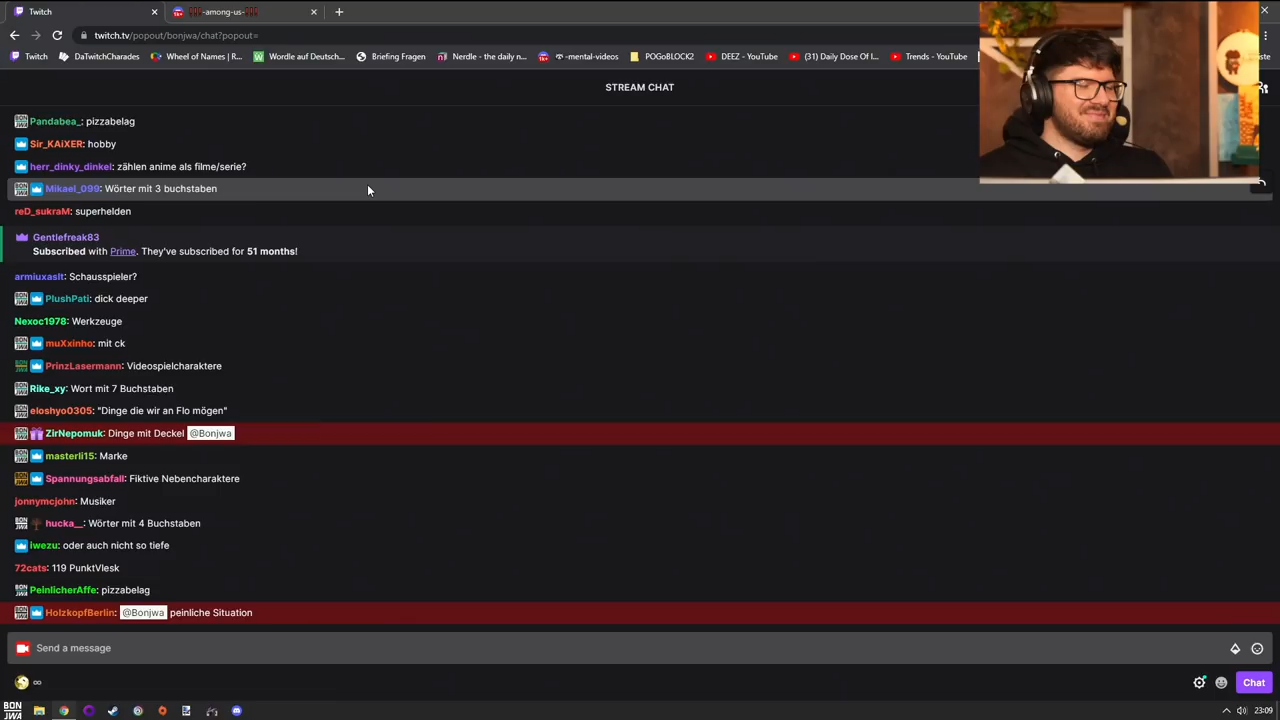 Twitch
-among-us-
twitch.tv/popout/bonjwa/chat?popout=
Twitch DaTwitchCharades Wheel of Names | R... Wordle auf Deutsch... Briefing Fragen Nerdle - the daily n... -mental-videos POGoBLOCK2 DEEZ - YouTube (31) Daily Dose Of I... Trends - YouTube
STREAM CHAT
Pandabea_: pizzabelag
Sir_KAiXER: hobby
herr_dinky_dinkel: zählen anime als filme/serie?
Mikael_099: Wörter mit 3 buchstaben
reD_sukraM: superhelden
Gentlefreak83
Subscribed with Prime. They've subscribed for 51 months!
armiuxaslt: Schausspieler?
PlushPati: dick deeper
Nexoc1978: Werkzeuge
muXxinho: mit ck
PrinzLasermann: Videospielcharaktere
Rike_xy: Wort mit 7 Buchstaben
eloshyo0305: "Dinge die wir an Flo mögen"
ZirNepomuk: Dinge mit Deckel @Bonjwa
masterli15: Marke
Spannungsabfall: Fiktive Nebencharaktere
jonnymcjohn: Musiker
hucka__: Wörter mit 4 Buchstaben
iwezu: oder auch nicht so tiefe
72cats: 119 PunktVlesk
PeinlicherAffe: pizzabelag
HolzkopfBerlin: @Bonjwa peinliche Situation
Send a message
Chat
BON
JWA
23:09